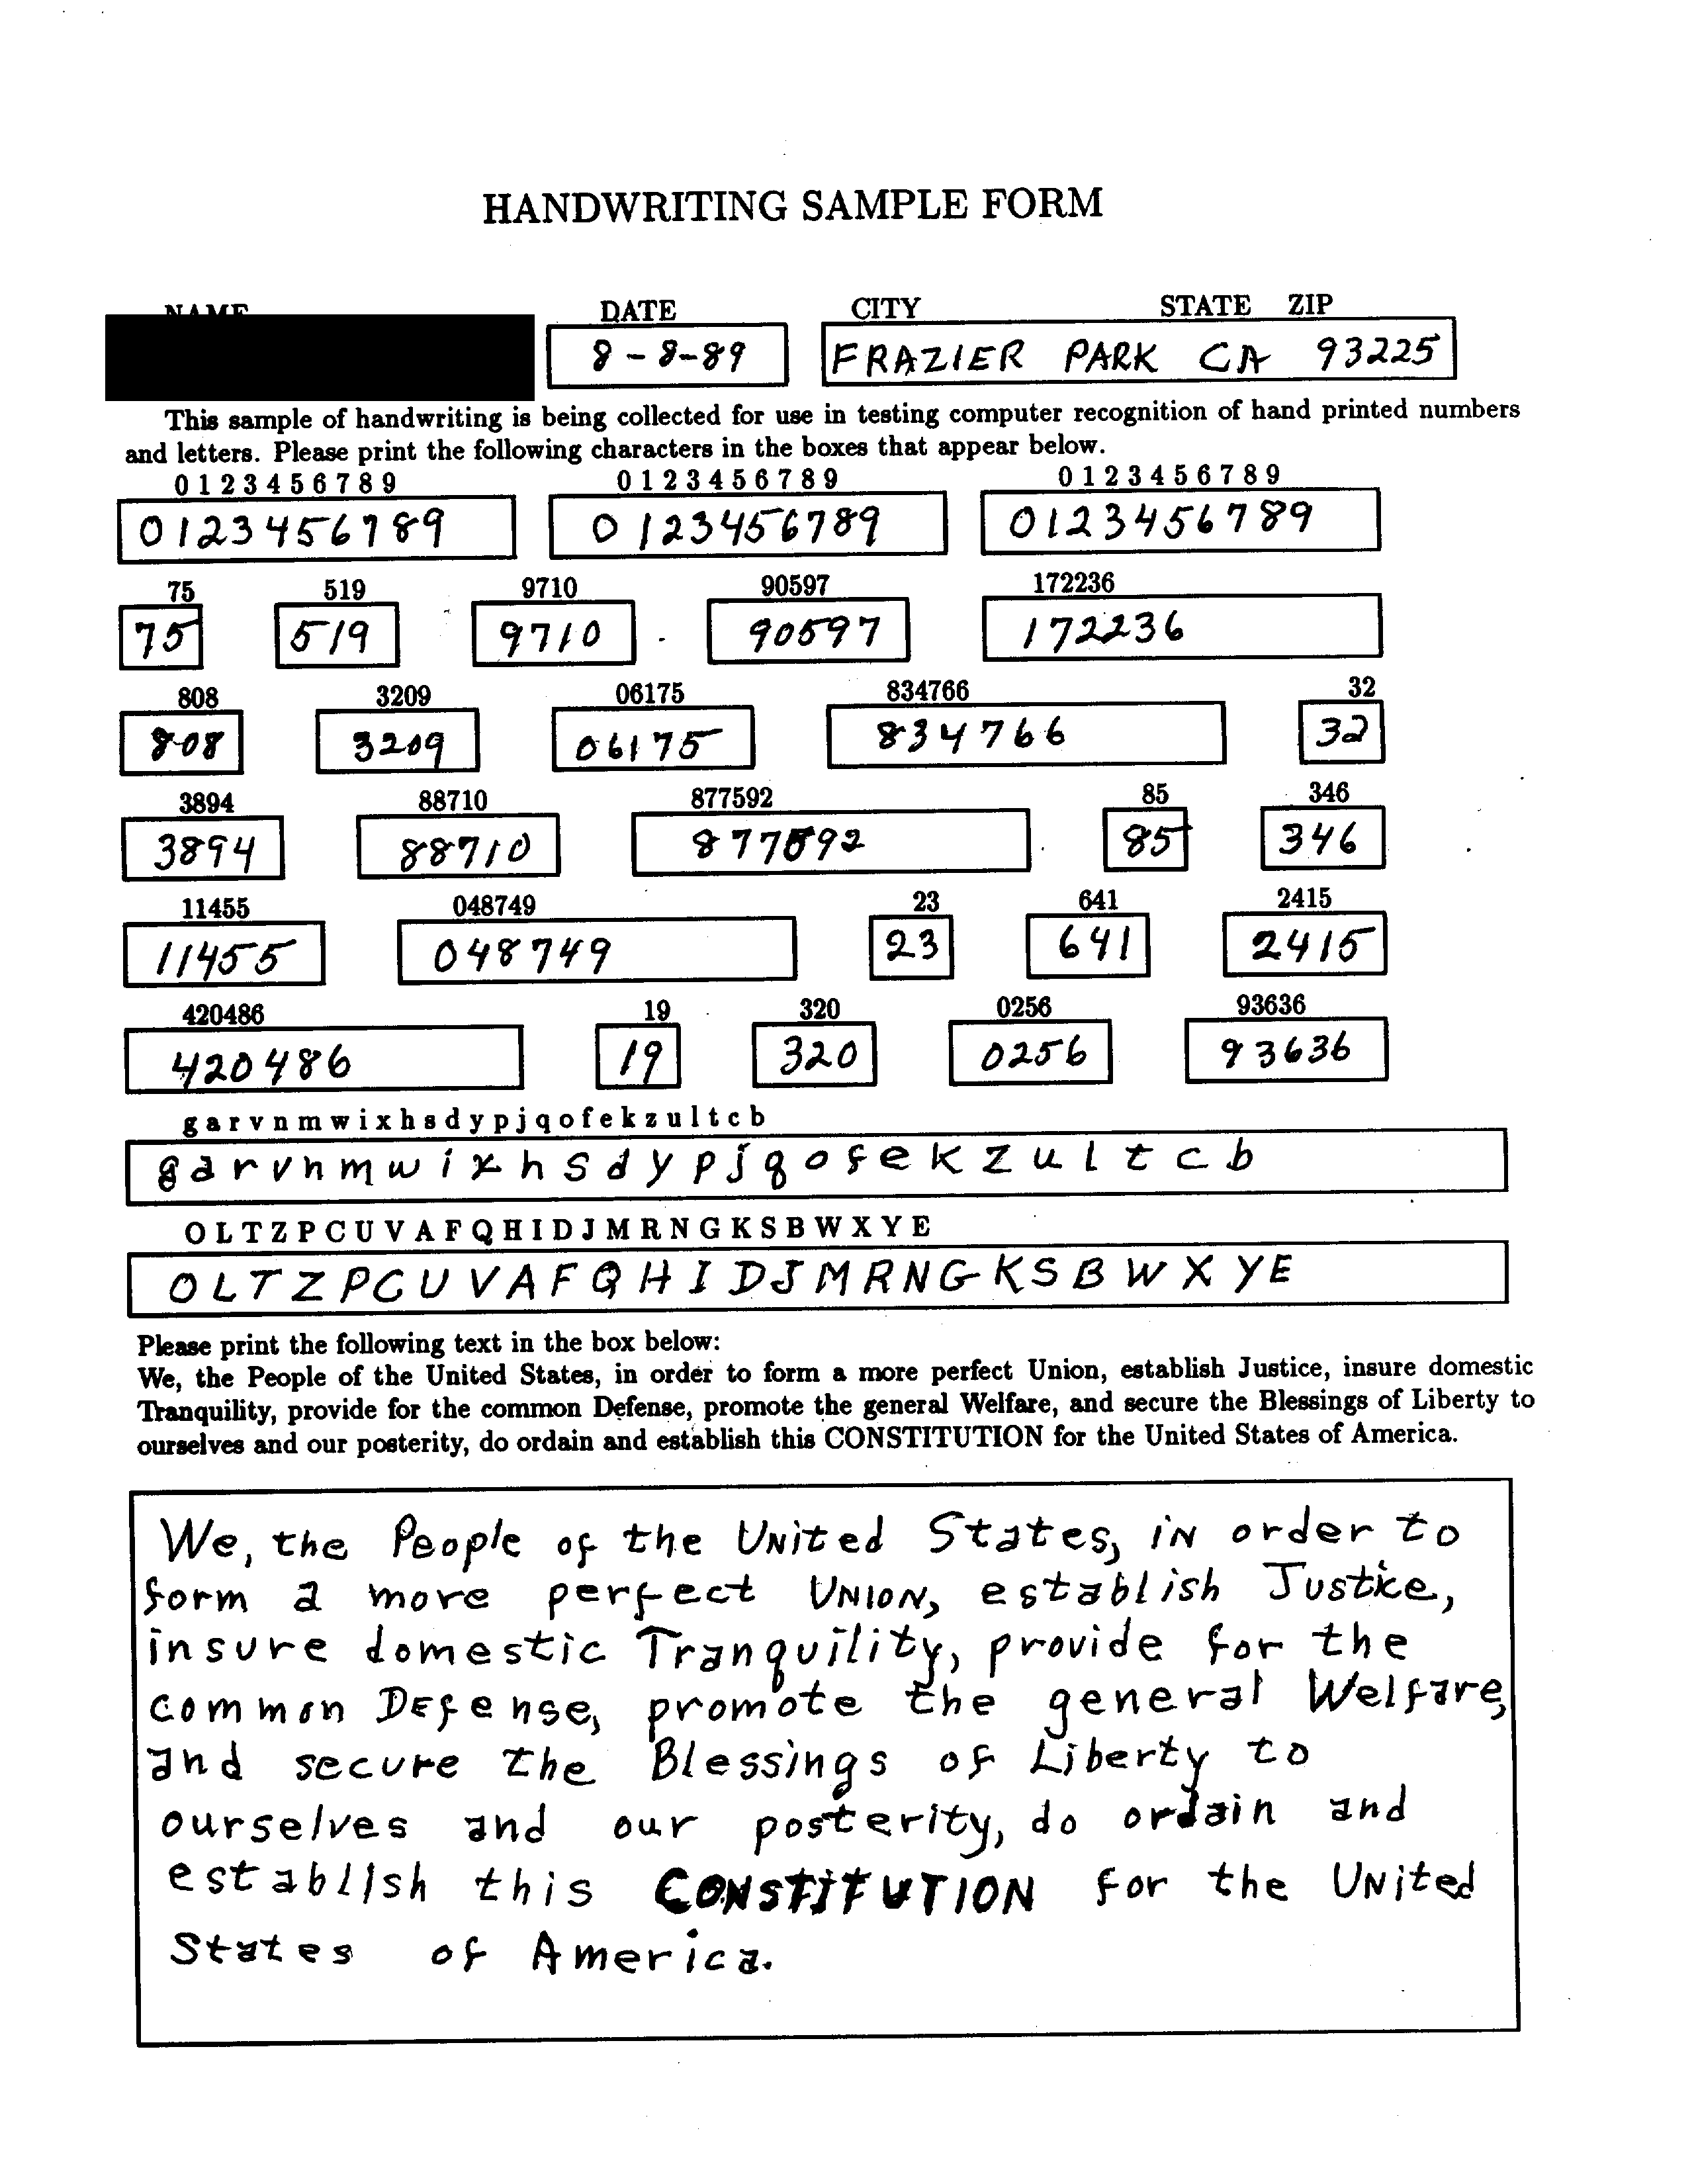 HANDWRITING SAMPLE FORM
NAME DATE CITY STATE ZIP
8-8-89 FRAZIER PARK CA 93225
This sample of handwriting is being collected for use in testing computer recognition of hand printed numbers
and letters. Please print the following characters in the boxes that appear below.
0 1 2 3 4 5 6 7 8 9 0 1 2 3 4 5 6 7 8 9 0 1 2 3 4 5 6 7 8 9
0123456789 0123456789 0123456789
75 519 9710 90597 172236
75 519 9710 90597 172236
808 3209 06175 834766 32
808 3209 06175 834766 32
3894 88710 877592 85 346
3894 88710 877592 85 346
11455 048749 23 641 2415
11455 048749 23 641 2415
420486 19 320 0256 93636
420486 19 320 0256 93636
g a r v n m w i x h s d y p j q o f e k z u l t c b
g a r v n m w i x h s d y p j q o f e k z u l t c b
O L T Z P C U V A F Q H I D J M R N G K S B W X Y E
O L T Z P C U V A F Q H I D J M R N G K S B W X Y E
Please print the following text in the box below:
We, the People of the United States, in order to form a more perfect Union, establish Justice, insure domestic
Tranquility, provide for the common Defense, promote the general Welfare, and secure the Blessings of Liberty to
ourselves and our posterity, do ordain and establish this CONSTITUTION for the United States of America.
We, the People of the UNited States, iN order to
form a more perfect UNION, establish Justice,
insure domestic Tranquility, provide for the
common DEfense, promote the general Welfare,
and secure the Blessings of Liberty to
ourselves and our posterity, do ordain and
establish this CONSTITUTION for the UNited
States of America.